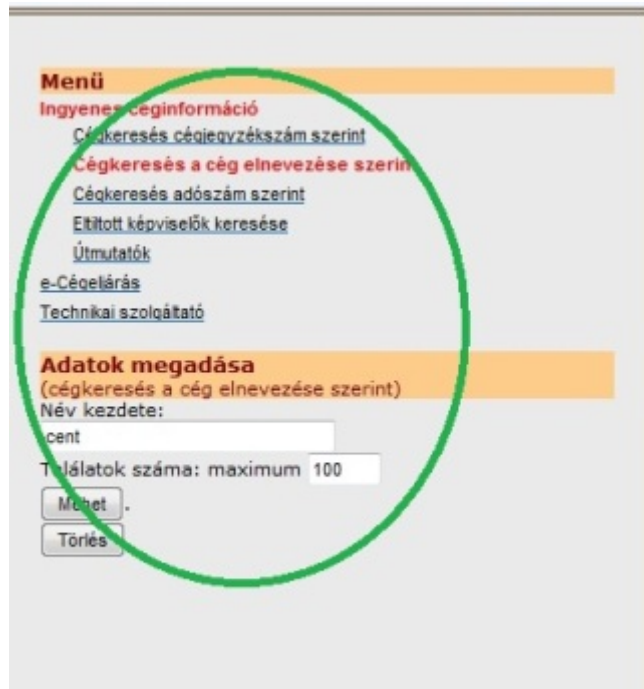 Menü
Ingyenes céginformáció
Cégkeresés cégjegyzékszám szerint
Cégkeresés a cég elnevezése szerint
Cégkeresés adószám szerint
Eltiltott képviselők keresése
Útmutatók
e-Cégeljárás
Technikai szolgáltató
Adatok megadása
(cégkeresés a cég elnevezése szerint)
Név kezdete:
cent
Találatok száma: maximum 100
Mehet .
Törlés